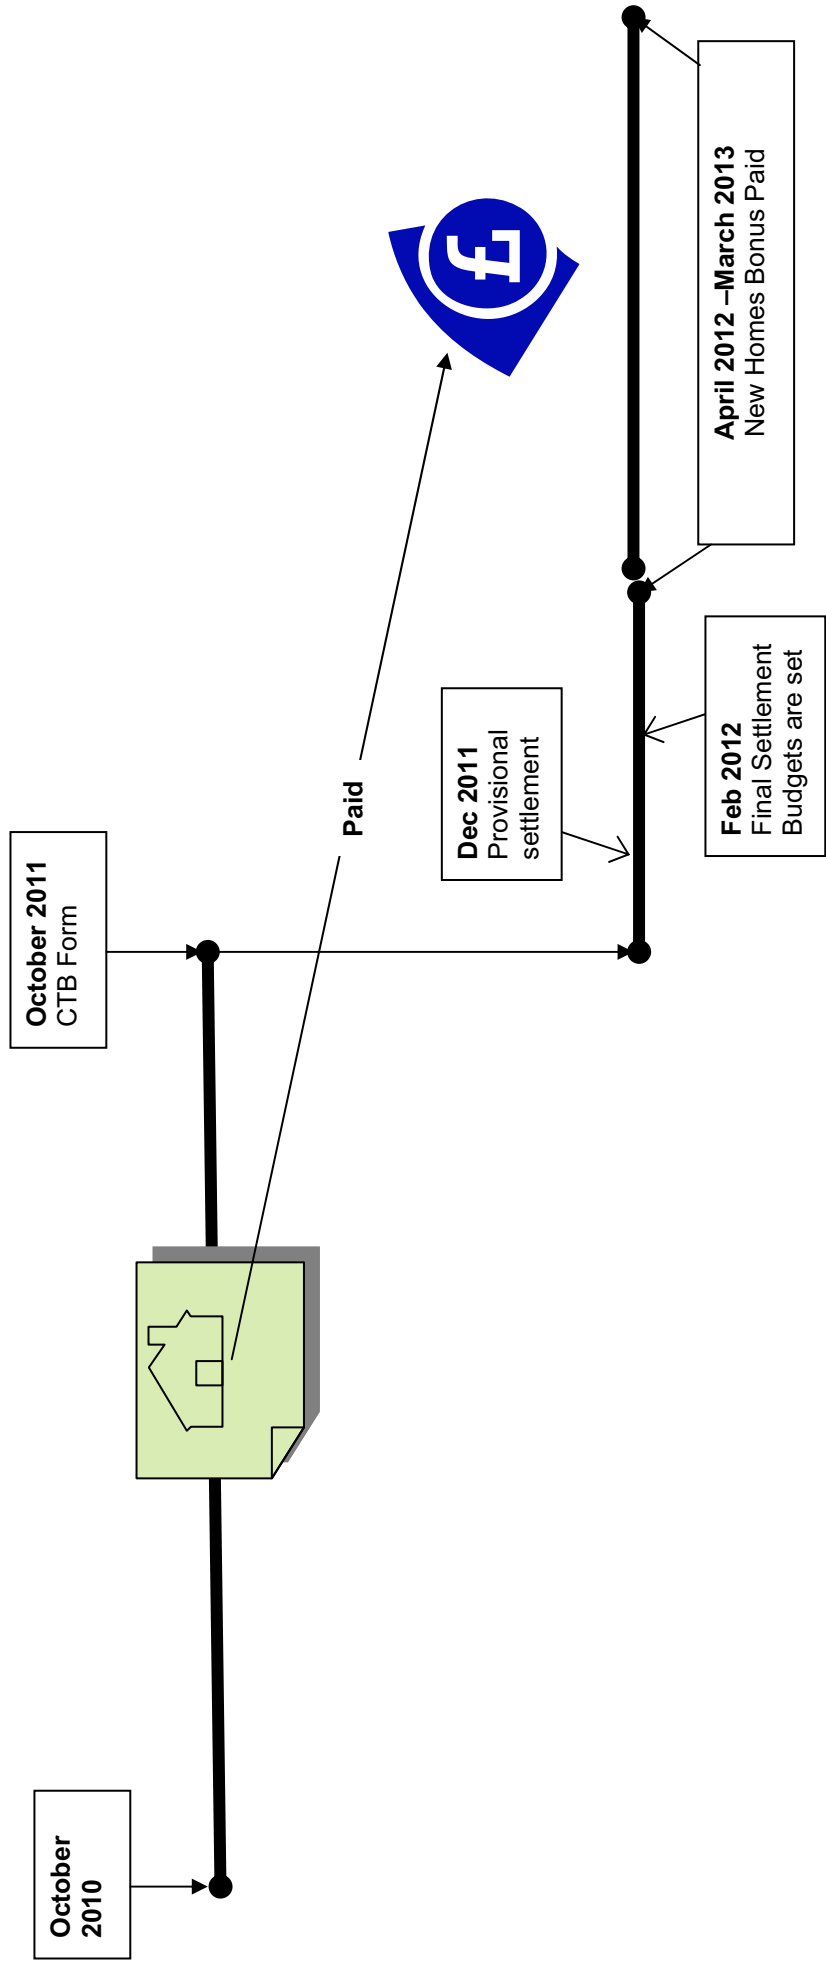 October
2010
October 2011
CTB Form
Paid
£
Dec 2011
Provisional
settlement
Feb 2012
Final Settlement
Budgets are set
April 2012 –March 2013
New Homes Bonus Paid